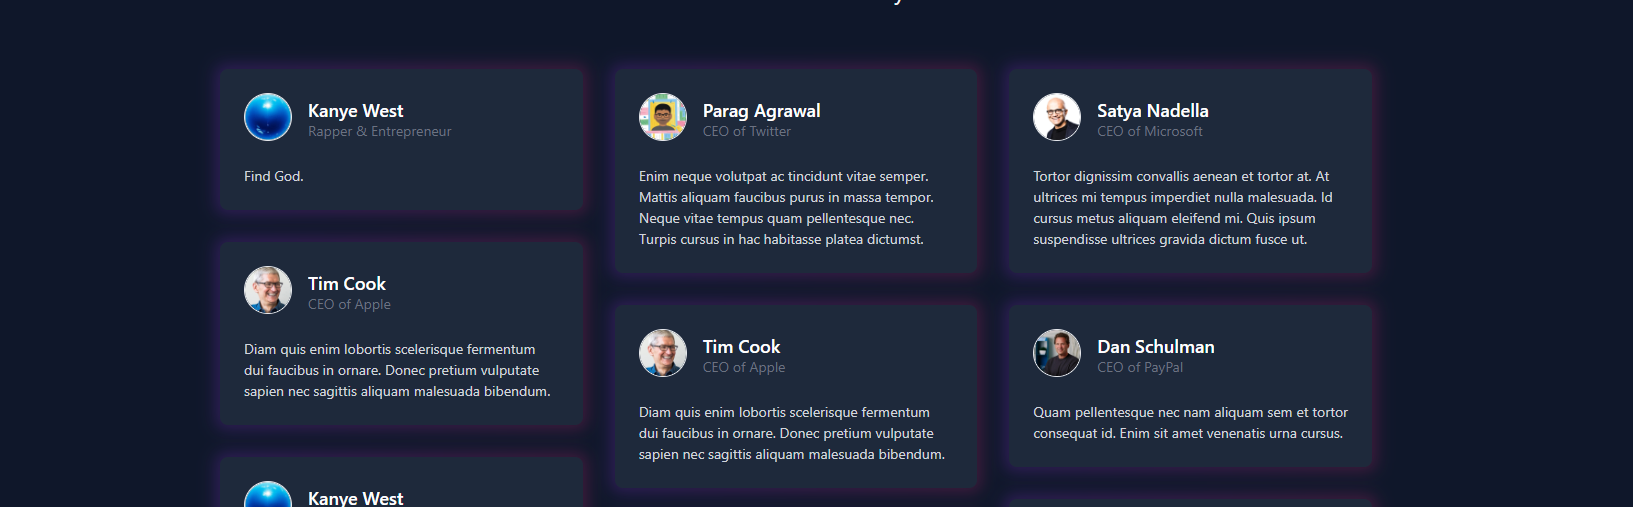 Kanye West
Rapper & Entrepreneur
Find God.
Tim Cook
CEO of Apple
Diam quis enim lobortis scelerisque fermentum
dui faucibus in ornare. Donec pretium vulputate
sapien nec sagittis aliquam malesuada bibendum.
Kanye West
Parag Agrawal
CEO of Twitter
Enim neque volutpat ac tincidunt vitae semper.
Mattis aliquam faucibus purus in massa tempor.
Neque vitae tempus quam pellentesque nec.
Turpis cursus in hac habitasse platea dictumst.
Tim Cook
CEO of Apple
Diam quis enim lobortis scelerisque fermentum
dui faucibus in ornare. Donec pretium vulputate
sapien nec sagittis aliquam malesuada bibendum.
Satya Nadella
CEO of Microsoft
Tortor dignissim convallis aenean et tortor at. At
ultrices mi tempus imperdiet nulla malesuada. Id
cursus metus aliquam eleifend mi. Quis ipsum
suspendisse ultrices gravida dictum fusce ut.
Dan Schulman
CEO of PayPal
Quam pellentesque nec nam aliquam sem et tortor
consequat id. Enim sit amet venenatis urna cursus.